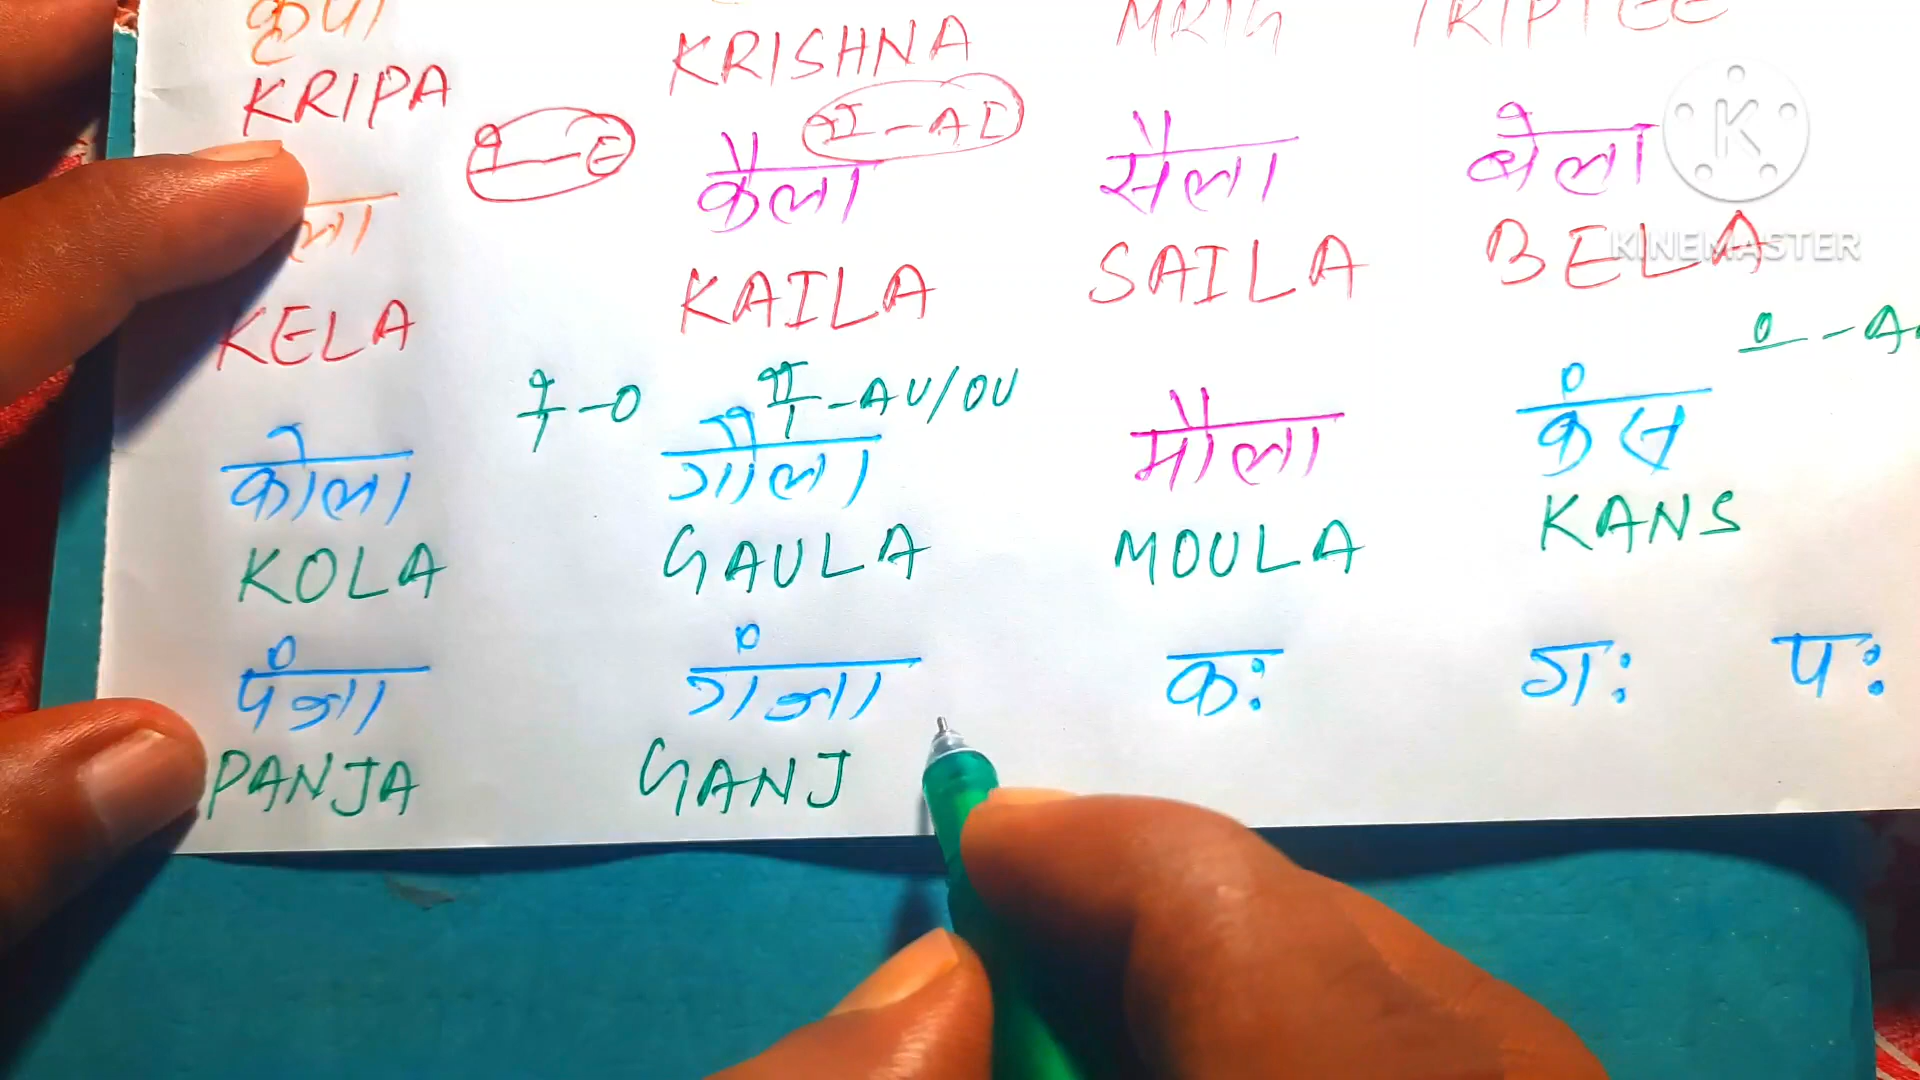 कृपा
KRIPA KRISHNA MRIG TRIPTEE
े-E ै-AI
ला कैला सैला बेला
KELA KAILA SAILA BELA
ो-O ौ-AU/OU ं-A
कोला गौला मौला कंस
KOLA GAULA MOULA KANS
पंजा गंजा कः गः पः
PANJA GANJ
K
KINEMASTER